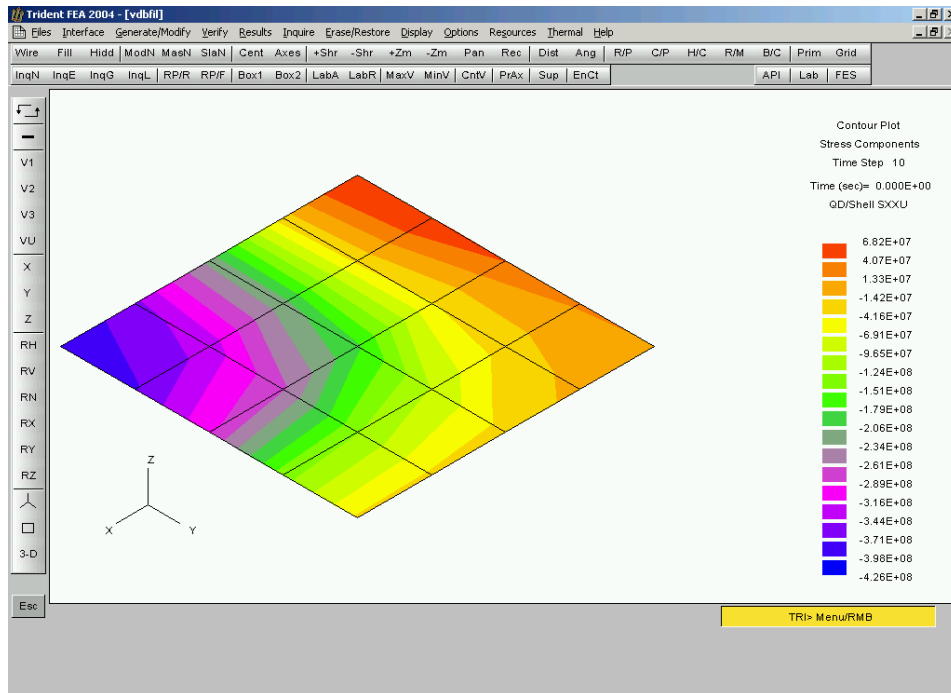 Trident FEA 2004 - [vdbfil]
Files Interface Generate/Modify Verify Results Inquire Erase/Restore Display Options Resources Thermal Help
Wire Fill Hidd ModN MasN SlaN Cent Axes +Shr -Shr +Zm -Zm Pan Rec Dist Ang R/P C/P H/C R/M B/C Prim Grid
InqN InqE InqG InqL RP/R RP/F Box1 Box2 LabA LabR MaxV MinV CntV PrAx Sup EnCt API Lab FES
V1
V2
V3
VU
X
Y
Z
RH
RV
RN
RX
RY
RZ
3-D
Esc
Z
X Y
Contour Plot
Stress Components
Time Step 10
Time (sec)= 0.000E+00
QD/Shell SXXU
6.82E+07
4.07E+07
1.33E+07
-1.42E+07
-4.16E+07
-6.91E+07
-9.65E+07
-1.24E+08
-1.51E+08
-1.79E+08
-2.06E+08
-2.34E+08
-2.61E+08
-2.89E+08
-3.16E+08
-3.44E+08
-3.71E+08
-3.98E+08
-4.26E+08
TRI> Menu/RMB